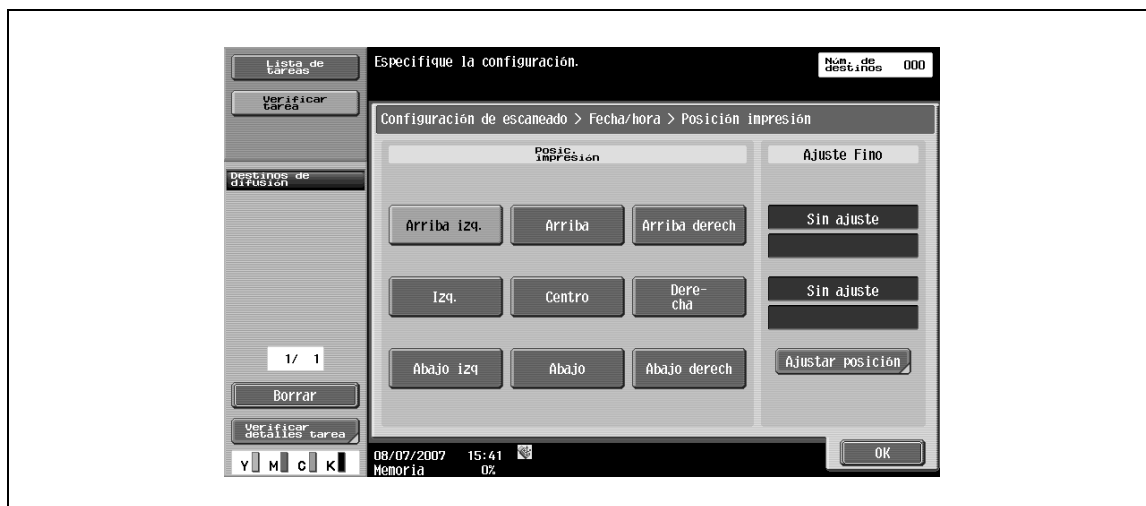 Lista de
tareas
Verificar
tarea
Destinos de
difusión
1/ 1
Borrar
Verificar
detalles tarea
Y M C K
Especifique la configuración.
Núm. de
destinos 000
Configuración de escaneado > Fecha/hora > Posición impresión
Posic.
impresión
Ajuste Fino
Arriba izq. Arriba Arriba derech
Sin ajuste
Izq. Centro Dere-
cha
Sin ajuste
Abajo izq Abajo Abajo derech
Ajustar posición
OK
08/07/2007 15:41
Memoria 0%